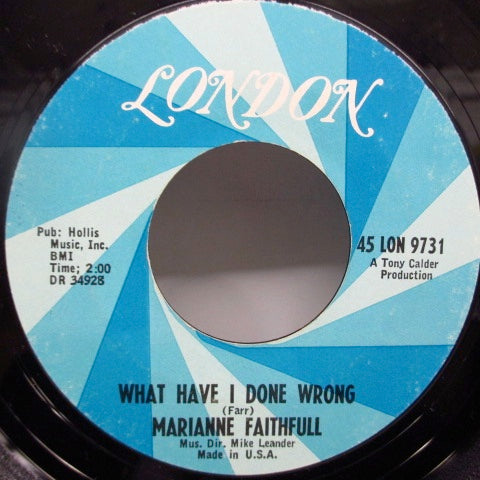 LONDON
Pub: Hollis
Music, Inc.
BMI
Time; 2:00
DR 34928
45 LON 9731
A Tony Calder
Production
WHAT HAVE I DONE WRONG
(Farr)
MARIANNE FAITHFULL
Mus. Dir. Mike Leander
Made in U.S.A.